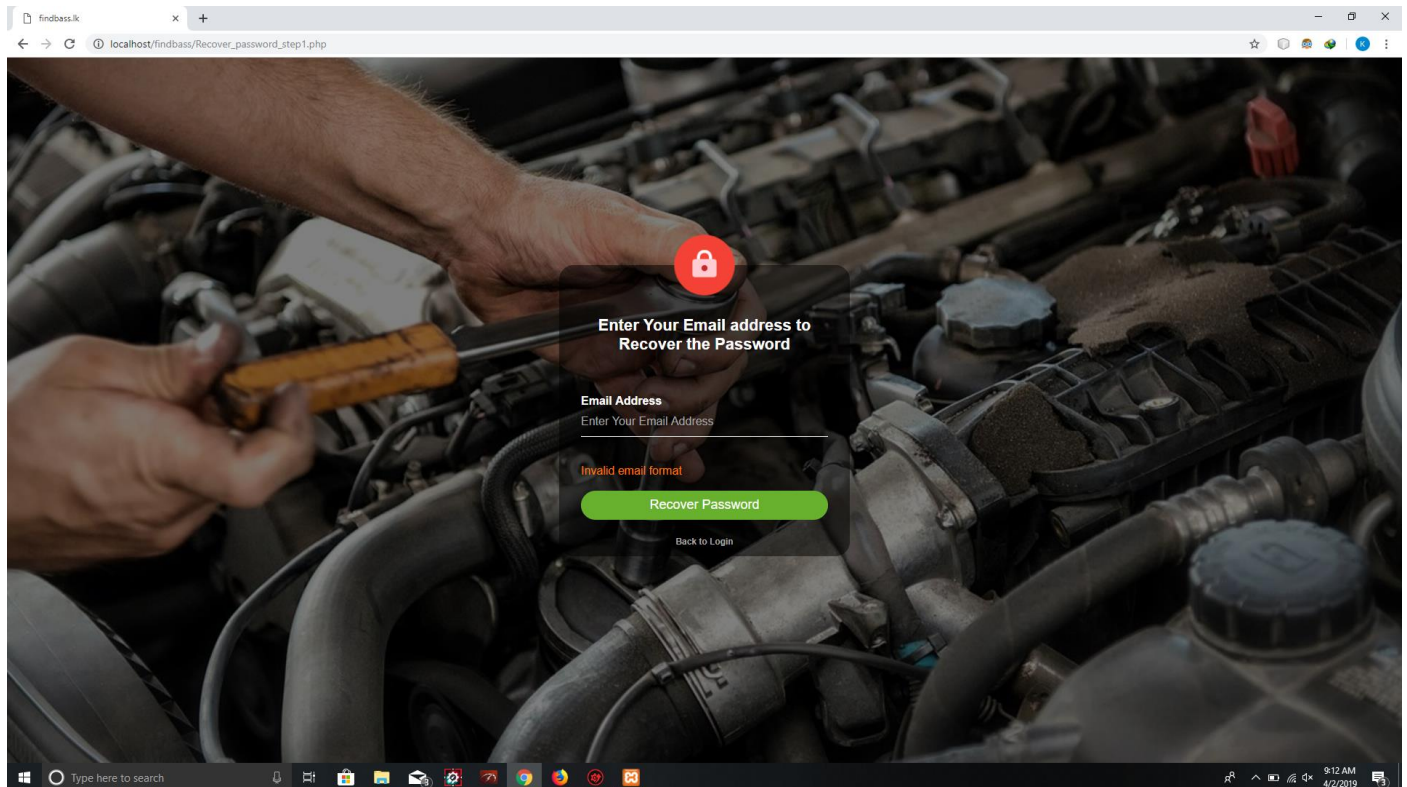 findbass.lk
localhost/findbass/Recover_password_step1.php
K
Enter Your Email address to
Recover the Password
Email Address
Enter Your Email Address
Invalid email format
Recover Password
Back to Login
Type here to search
9:12 AM
4/2/2019